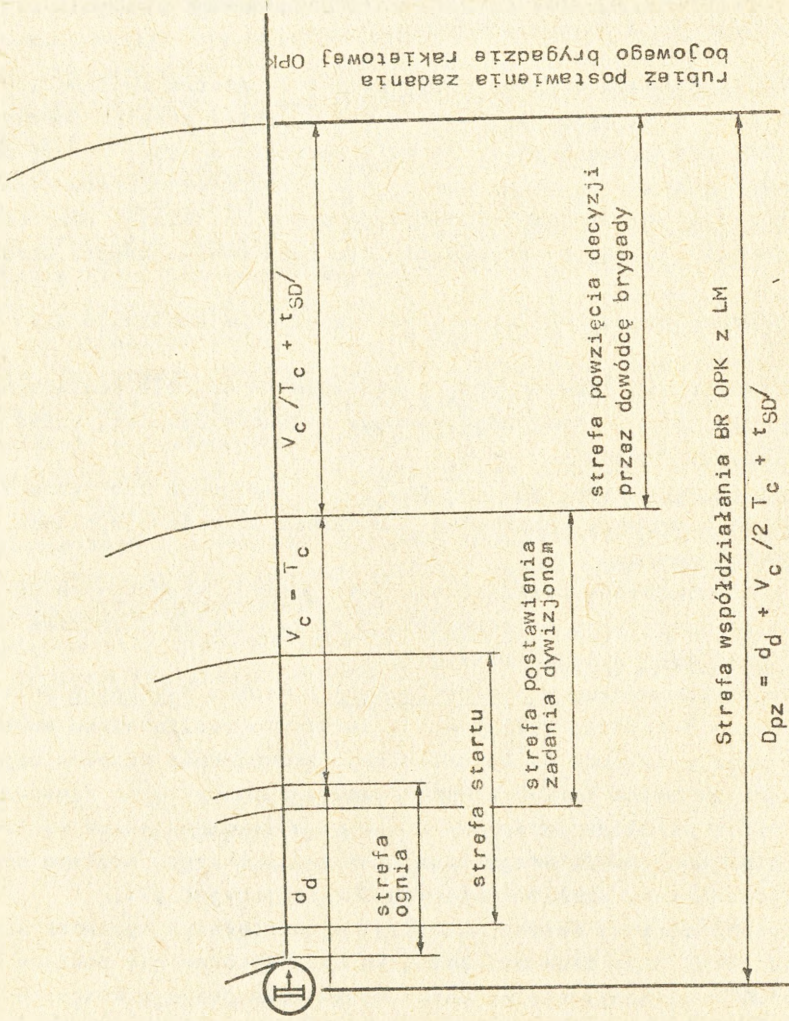 rubież postawienia zadania
bojowego brygadzie rakietowej OPK
V_c /T_c + t_SD/
V_c = T_c
d_d
strefa powzięcia decyzji
przez dowódcę brygady
strefa postawienia
zadania dywizjonom
strefa startu
strefa
ognia
Strefa współdziałania BR OPK z LM
D_pz = d_d + V_c /2 T_c + t_SD/